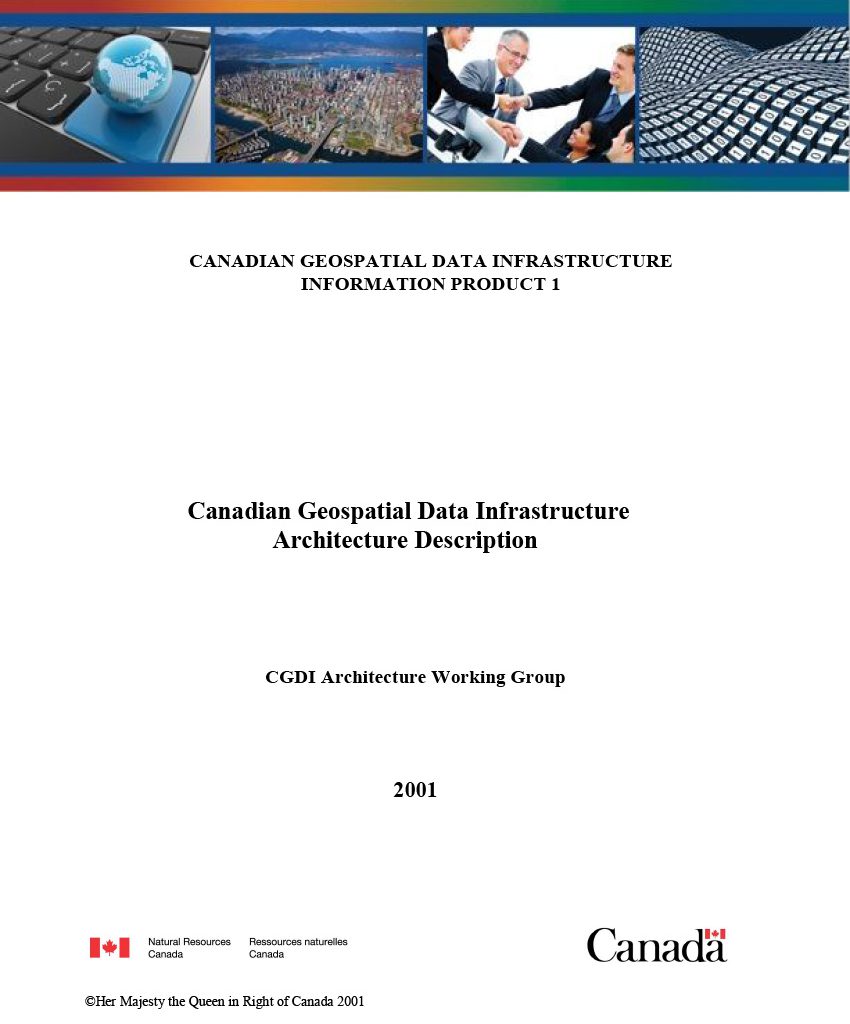 CANADIAN GEOSPATIAL DATA INFRASTRUCTURE
INFORMATION PRODUCT 1
Canadian Geospatial Data Infrastructure
Architecture Description
CGDI Architecture Working Group
2001
Natural Resources Canada
Ressources naturelles Canada
Canada
©Her Majesty the Queen in Right of Canada 2001